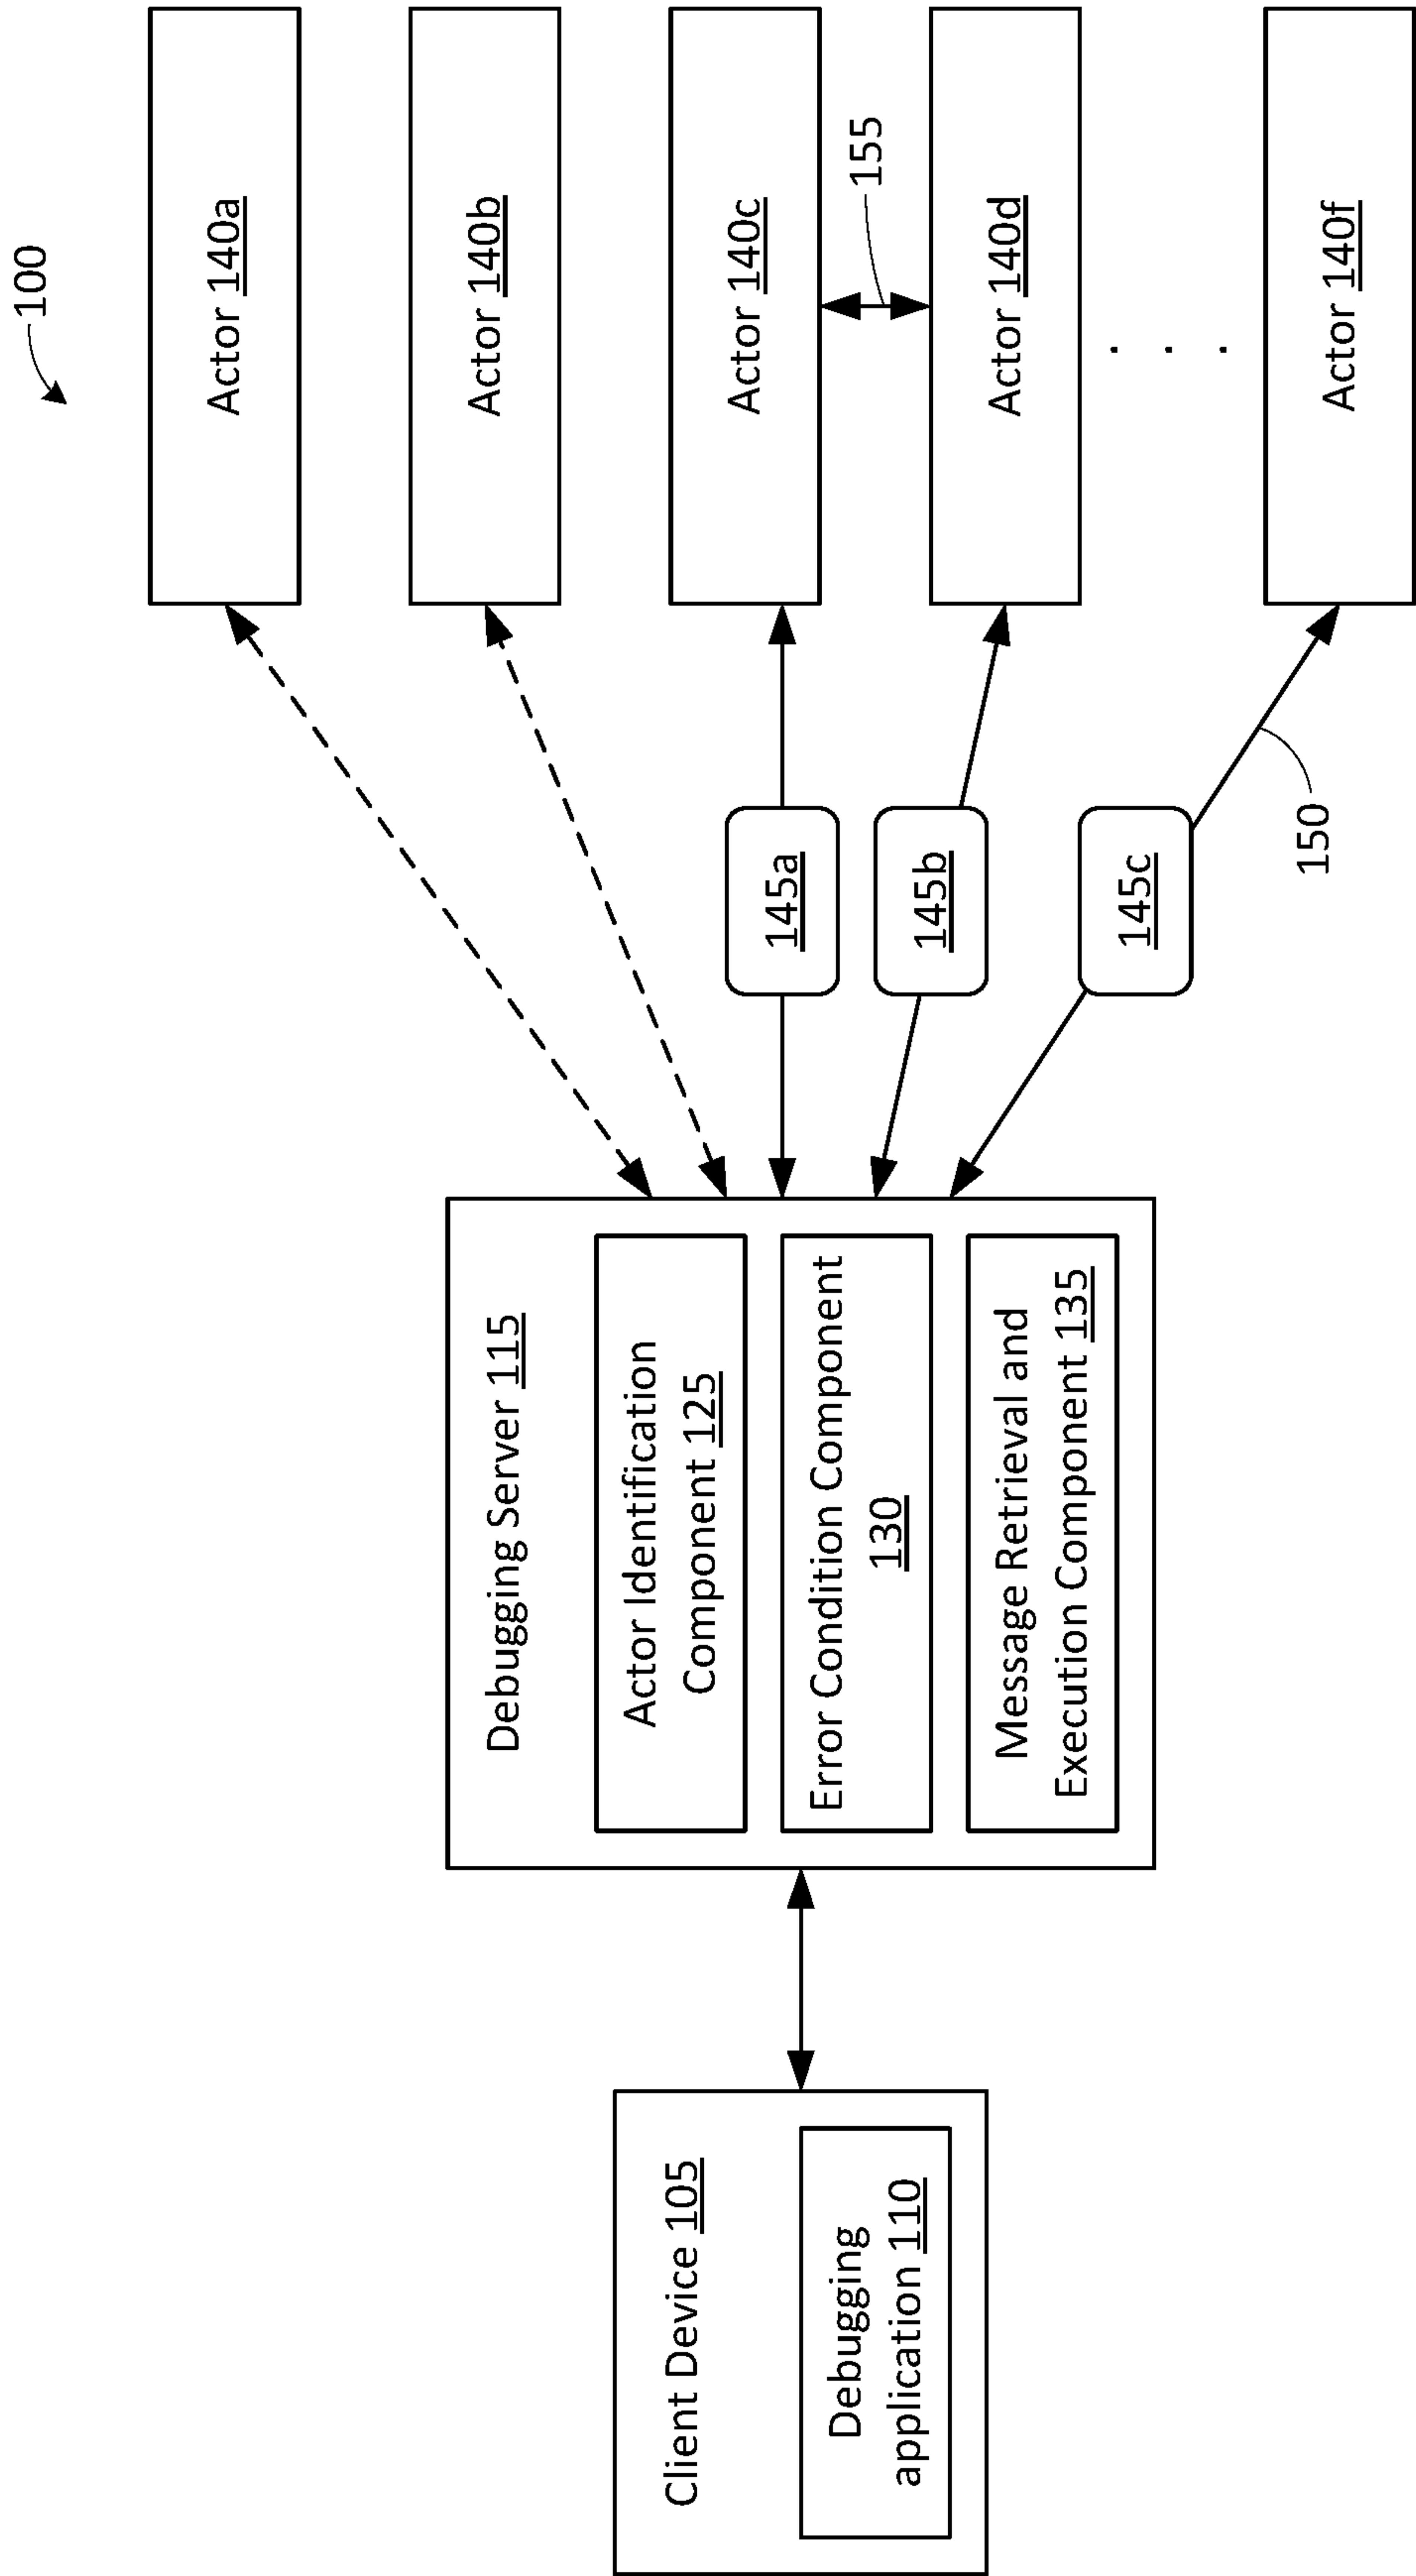 100
Client Device 105
Debugging
application 110
Debugging Server 115
Actor Identification
Component 125
Error Condition Component
130
Message Retrieval and
Execution Component 135
145a
145b
145c
150
Actor 140a
Actor 140b
Actor 140c
155
Actor 140d
. . .
Actor 140f